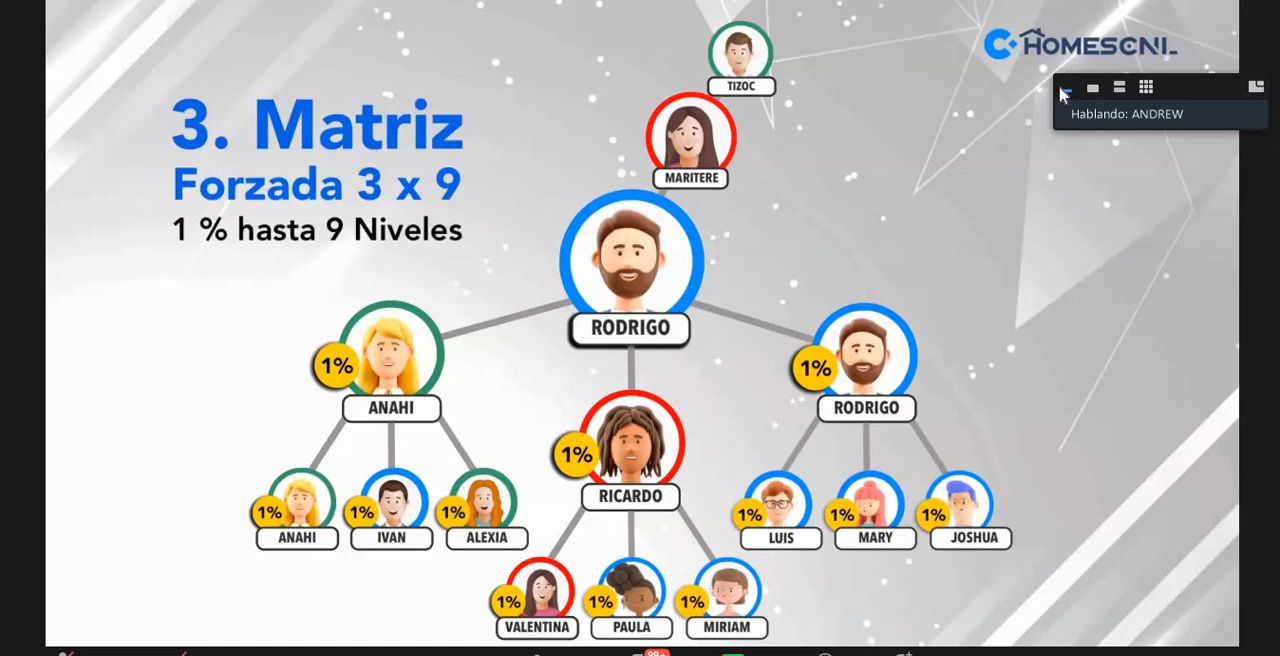 TIZOC
HOMESCNL
Hablando: ANDREW
3. Matriz
Forzada 3 x 9
1 % hasta 9 Niveles
MARITERE
RODRIGO
1%
ANAHI
1%
RICARDO
1%
RODRIGO
1%
ANAHI
1%
IVAN
1%
ALEXIA
1%
LUIS
1%
MARY
1%
JOSHUA
1%
VALENTINA
1%
PAULA
1%
MIRIAM
99+